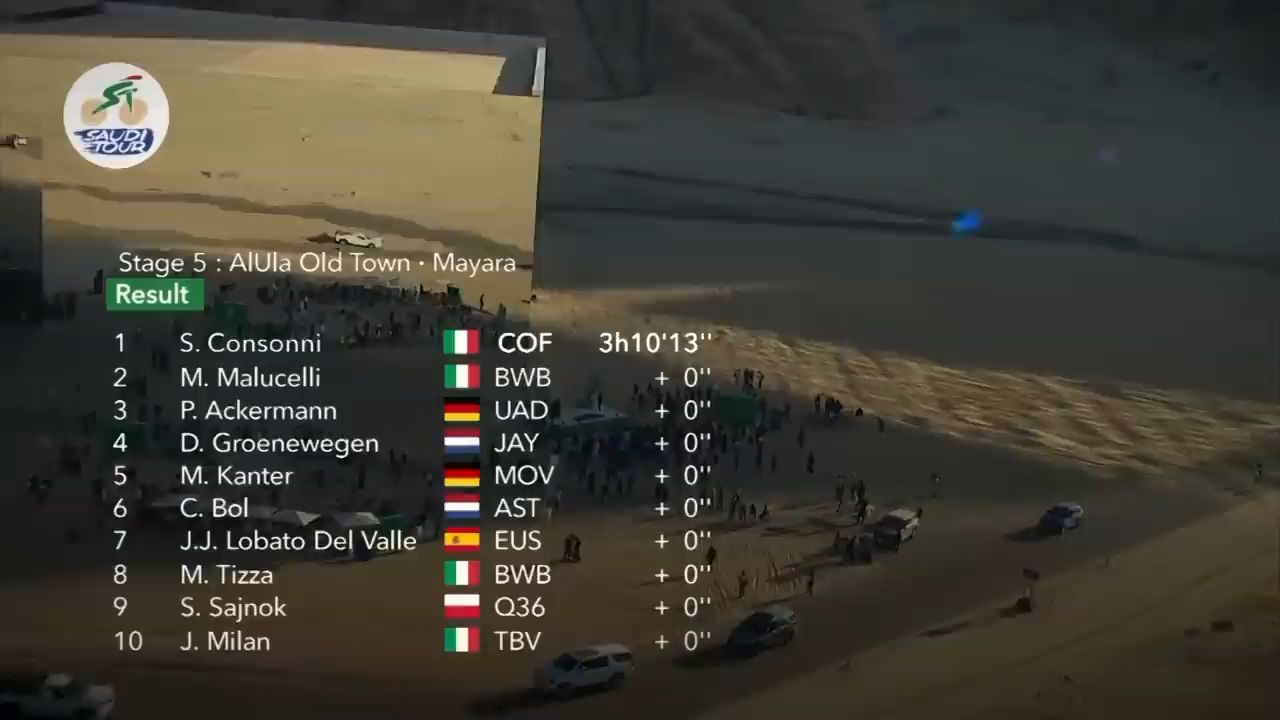 SAUDI
TOUR
Stage 5 : AlUla Old Town · Mayara
Result
1 S. Consonni COF 3h10'13''
2 M. Malucelli BWB + 0''
3 P. Ackermann UAD + 0''
4 D. Groenewegen JAY + 0''
5 M. Kanter MOV + 0''
6 C. Bol AST + 0''
7 J.J. Lobato Del Valle EUS + 0''
8 M. Tizza BWB + 0''
9 S. Sajnok Q36 + 0''
10 J. Milan TBV + 0''